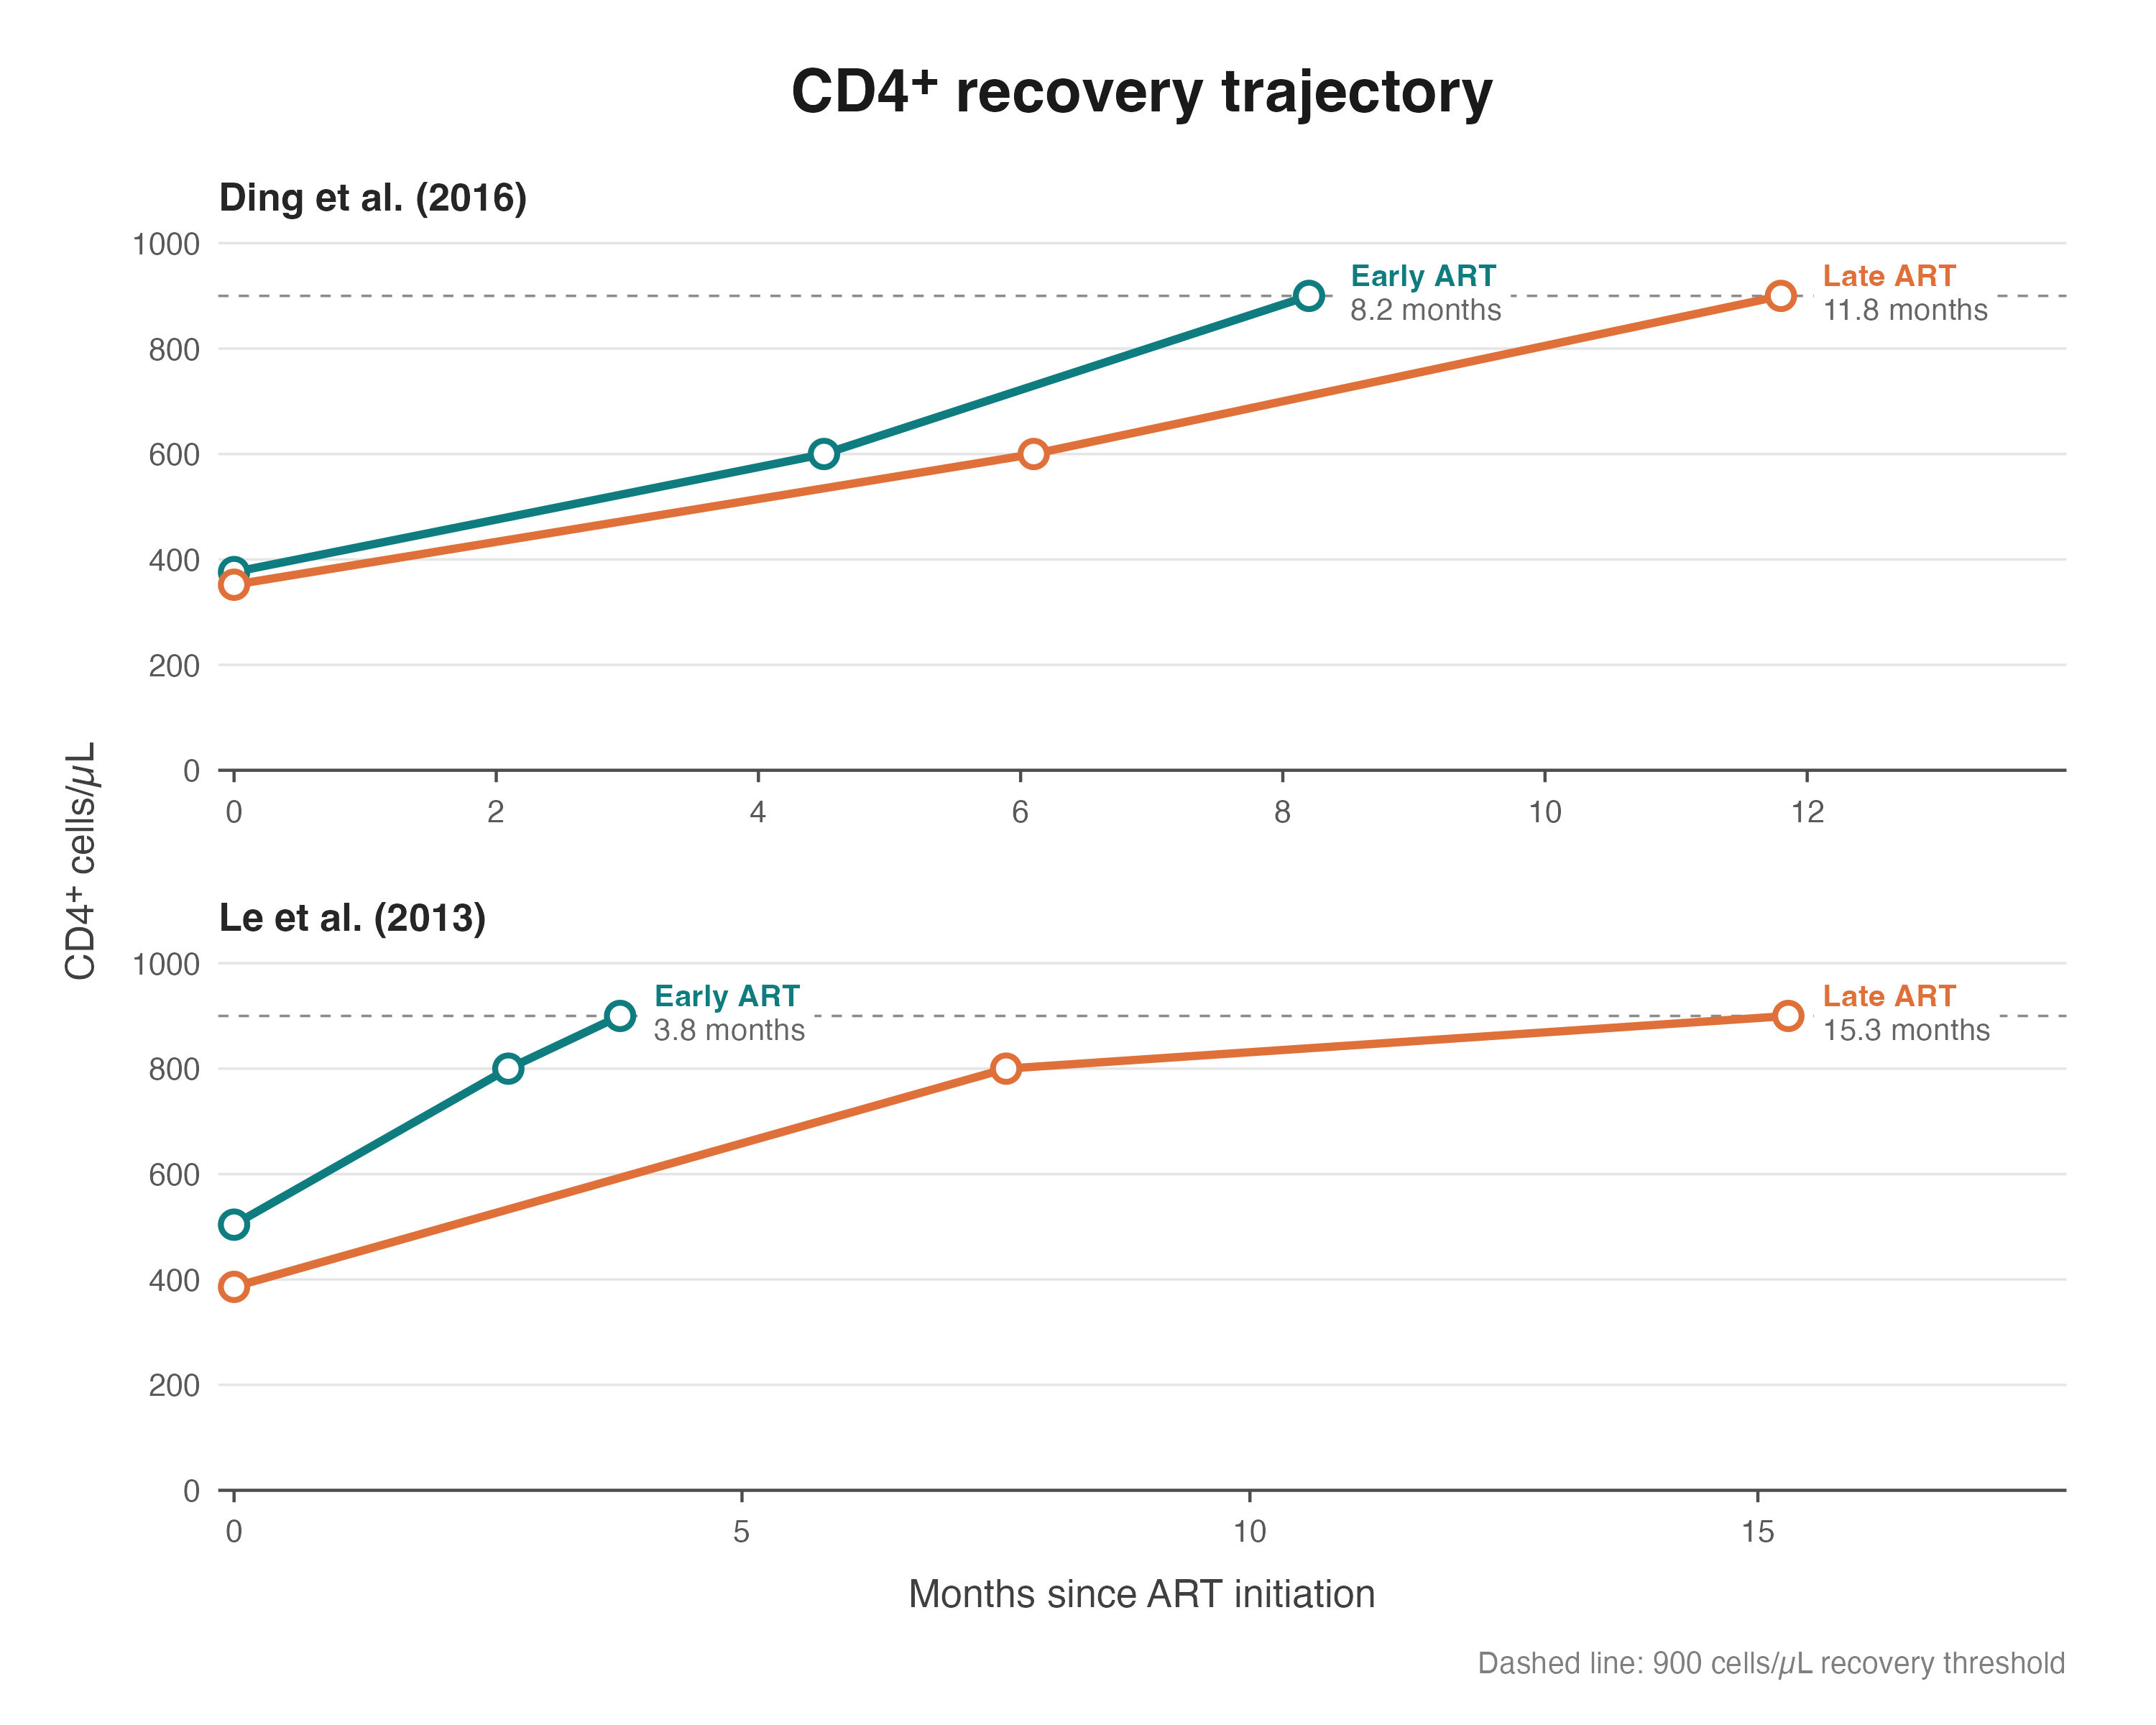 CD4⁺ recovery trajectory
Ding et al. (2016)
1000
800
600
400
200
0
Early ART
8.2 months
Late ART
11.8 months
0 2 4 6 8 10 12
CD4⁺ cells/μL
Le et al. (2013)
1000
800
600
400
200
0
Early ART
3.8 months
Late ART
15.3 months
0 5 10 15
Months since ART initiation
Dashed line: 900 cells/μL recovery threshold